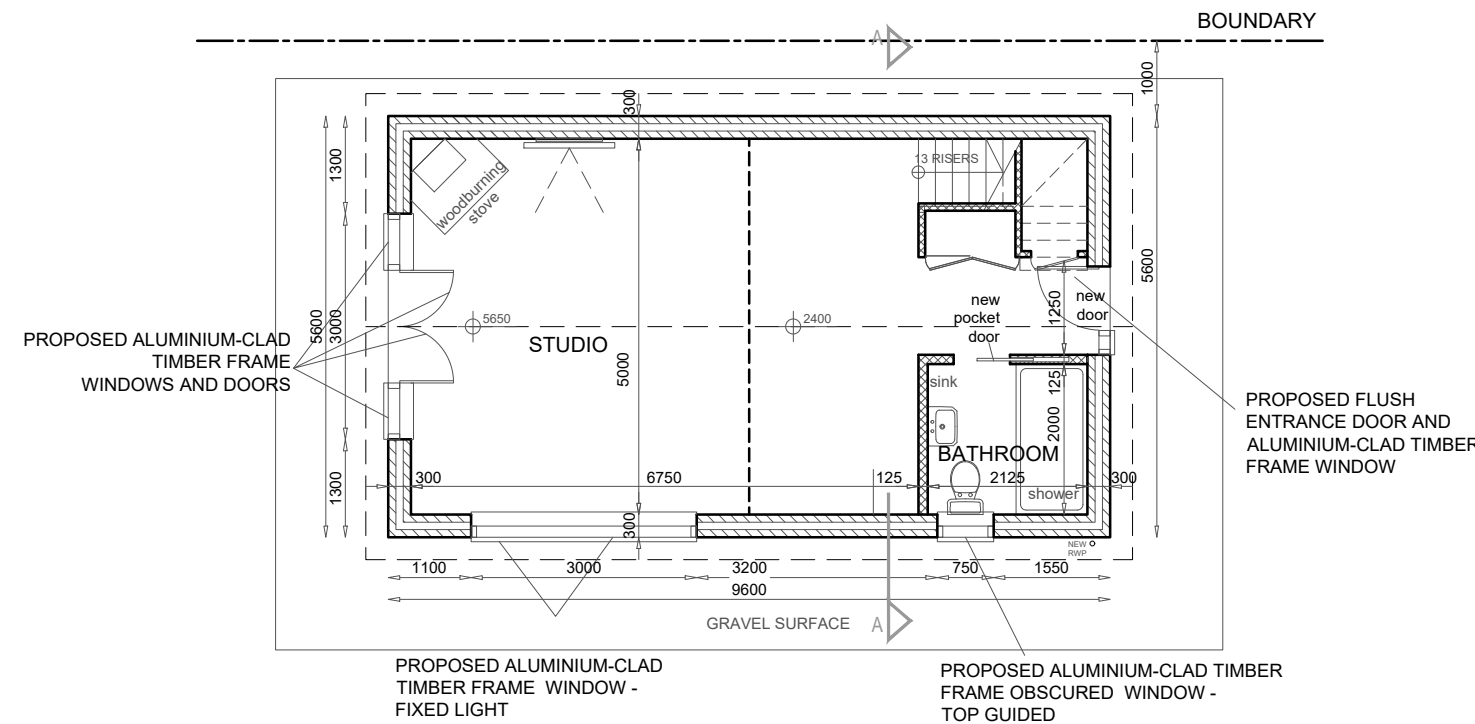 BOUNDARY
A
1000
300
1300
13 RISERS
woodburning
stove
5600
3000
5600
1250
new
pocket
door
new
door
5650
2400
STUDIO
5000
PROPOSED ALUMINIUM-CLAD
TIMBER FRAME
WINDOWS AND DOORS
sink
125
2000
PROPOSED FLUSH
ENTRANCE DOOR AND
ALUMINIUM-CLAD TIMBER
FRAME WINDOW
BATHROOM
1300
300
6750
125
2125
300
shower
300
NEW
RWP
1100
3000
3200
750
1550
9600
GRAVEL SURFACE
A
PROPOSED ALUMINIUM-CLAD
TIMBER FRAME WINDOW -
FIXED LIGHT
PROPOSED ALUMINIUM-CLAD TIMBER
FRAME OBSCURED WINDOW -
TOP GUIDED